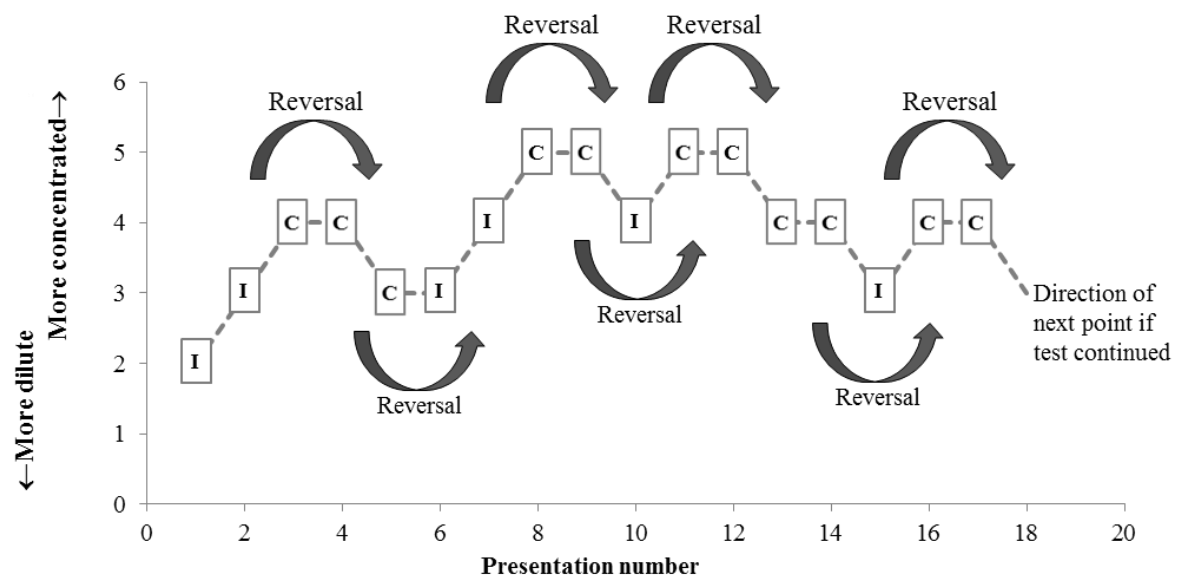 Reversal Reversal
Reversal Reversal
6
5
4
3
2
1
0
←More dilute More concentrated→
C C C C
C C C C C C
I I I
I C I I
I
Reversal
Reversal Reversal
Direction of
next point if
test continued
0 2 4 6 8 10 12 14 16 18 20
Presentation number